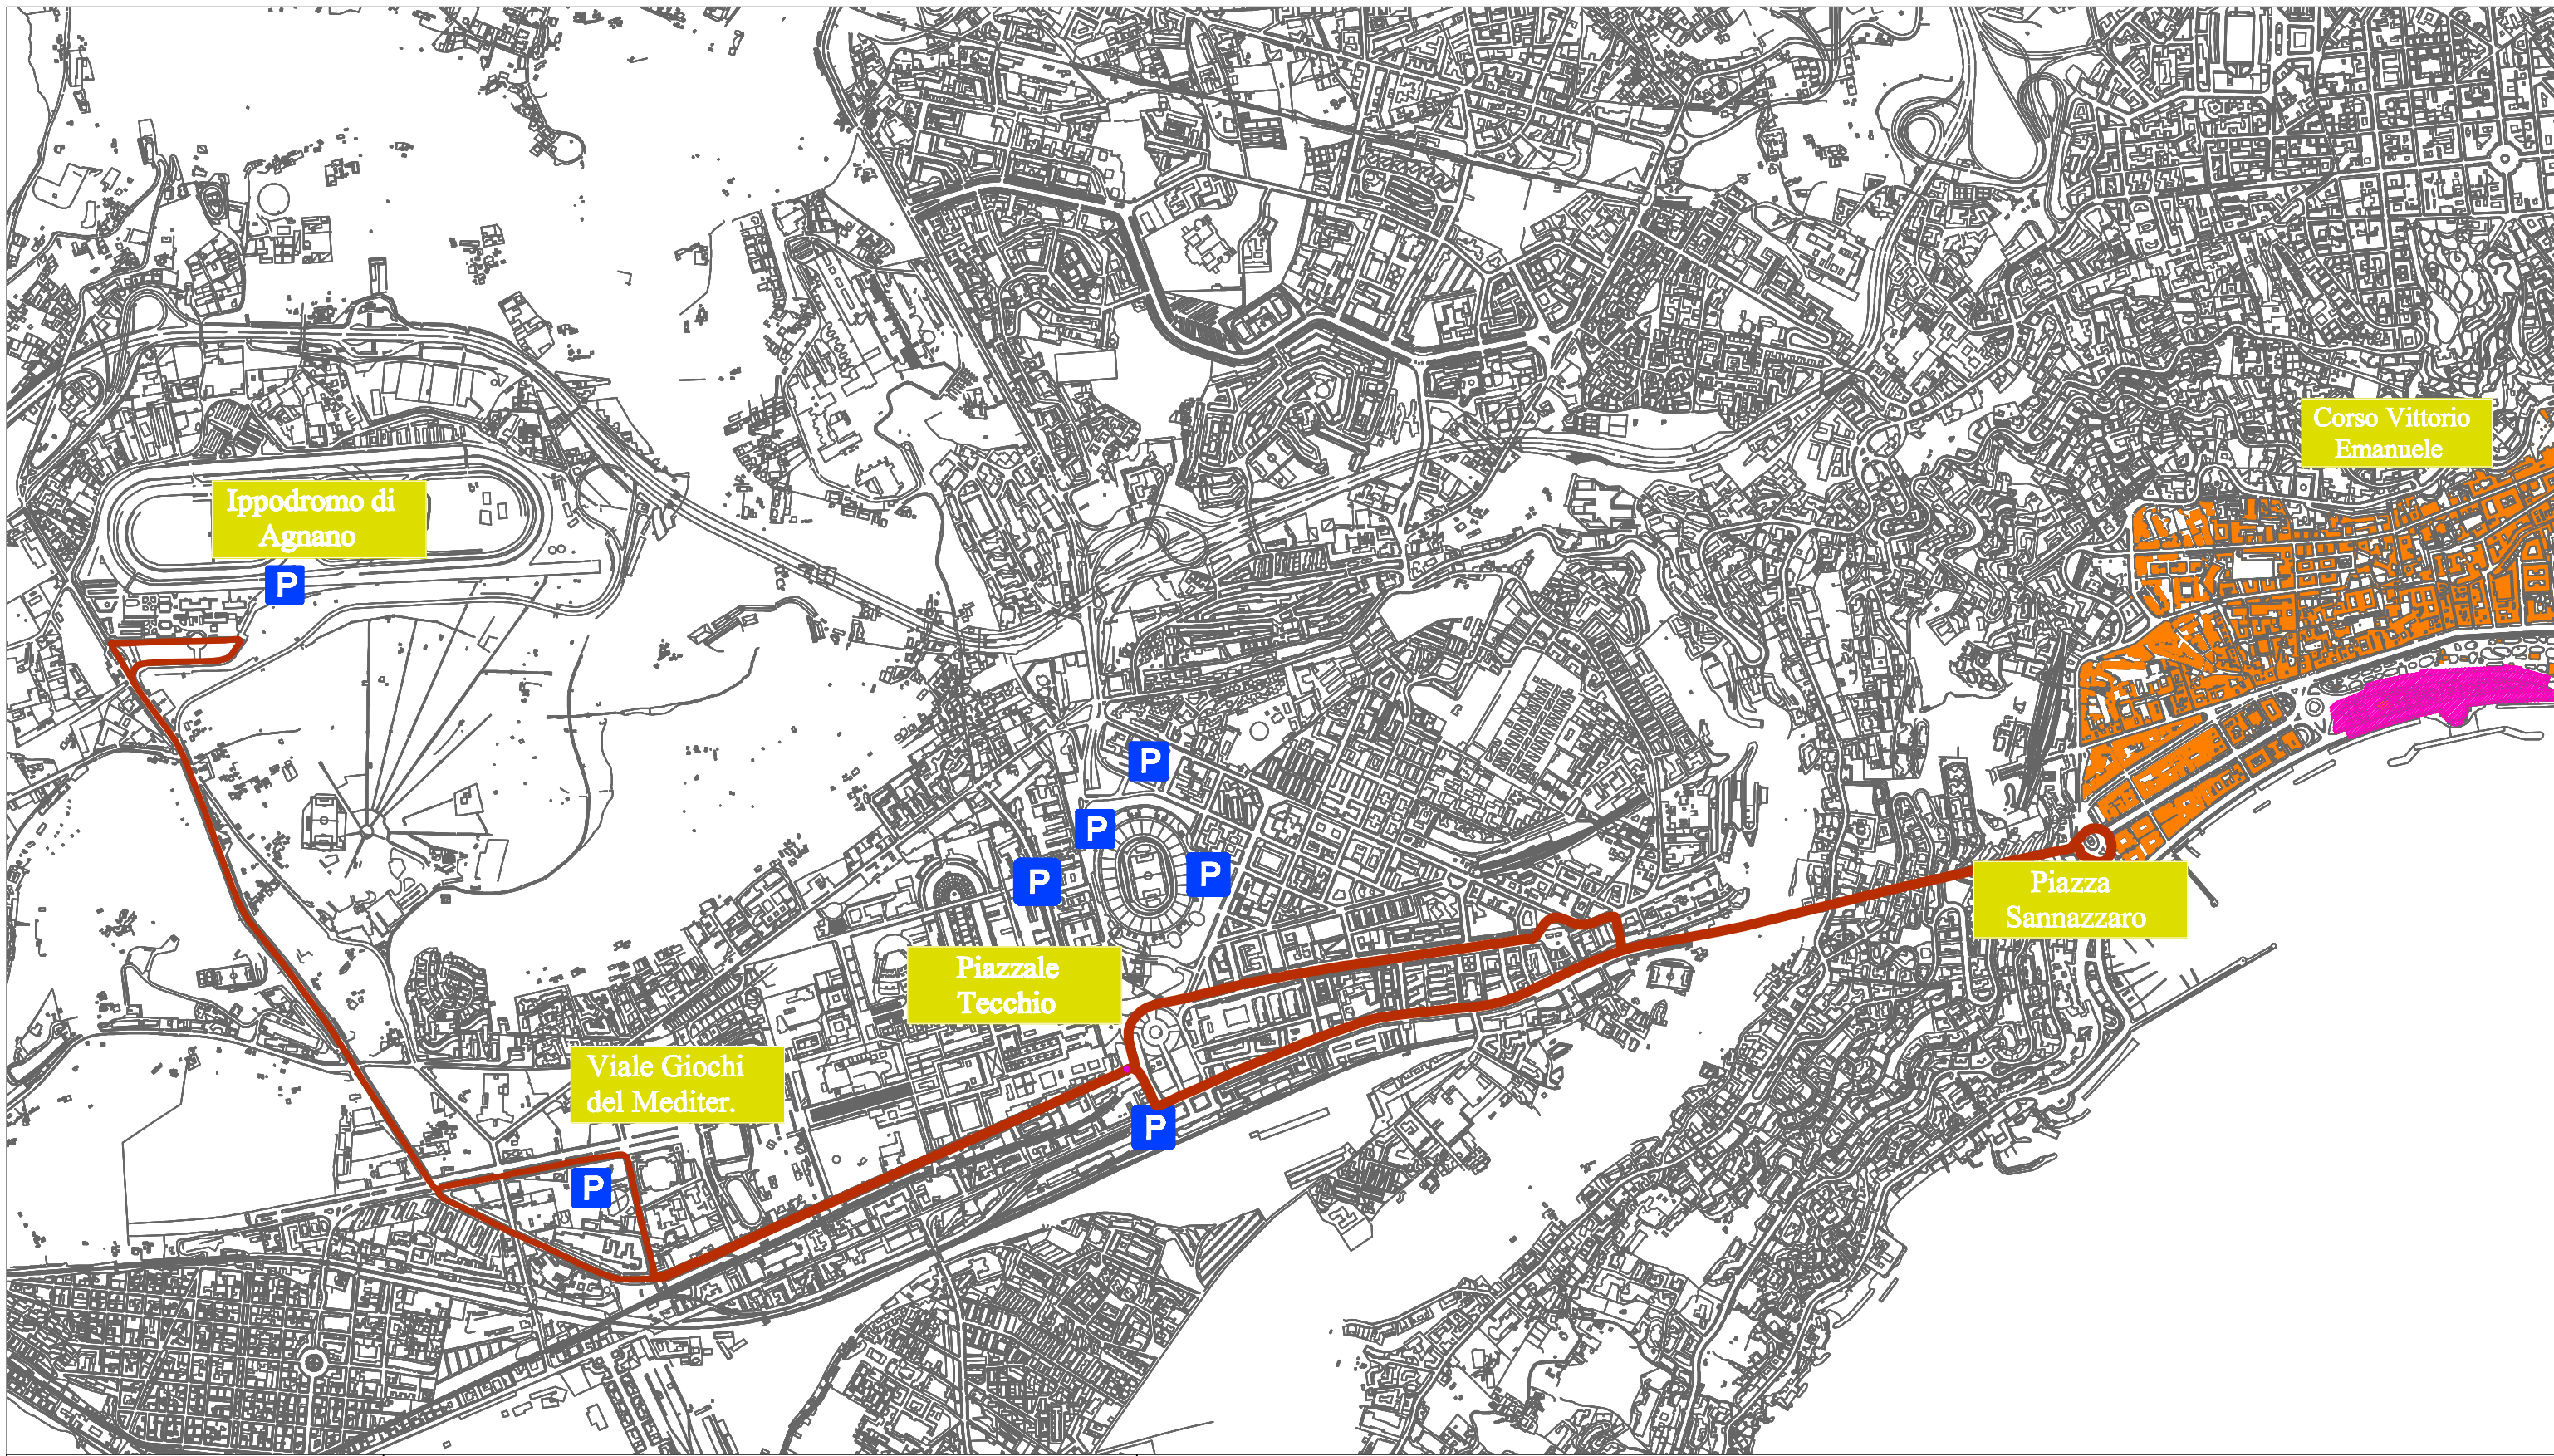 Corso Vittorio
Emanuele
Ippodromo di
Agnano
P
P
P
P
P
Piazza
Sannazzaro
Piazzale
Tecchio
Viale Giochi
del Mediter.
P
P